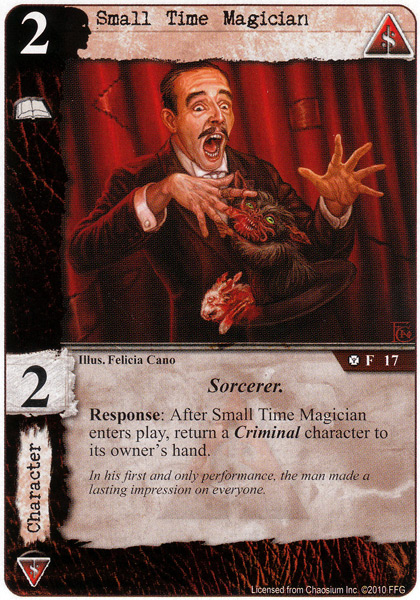 2
Small Time Magician
Illus. Felicia Cano
F 17
2
Character
Sorcerer.
Response: After Small Time Magician
enters play, return a Criminal character to
its owner's hand.
In his first and only performance, the man made a
lasting impression on everyone.
Licensed from Chaosium Inc. ©2010 FFG